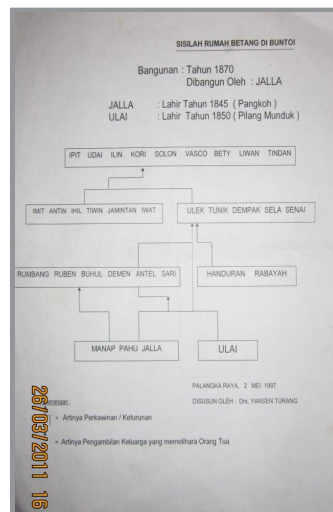 SISILAH RUMAH BETANG DI BUNTOI
Bangunan : Tahun 1870
Dibangun Oleh : JALLA
JALLA : Lahir Tahun 1845 ( Pangkoh )
ULAI : Lahir Tahun 1850 ( Pilang Munduk )
IPIT UDAI ILIN KORI SOLON VASCO BETY LIWAN TINDAN
IMIT ANTIN IHIL TIWIN JAMINTAN IWAT
ULEK TUNIK DEMPAK SELA SENAI
RUMBANG RUBEN BUHUL DEMEN ANTEL SARI
HANDURAN RABAYAH
MANAP PAHU JALLA
ULAI
PALANGKA RAYA, 2 MEI 1997
DISUSUN OLEH : Drs. YANSEN TURANG
= Artinya Perkawinan / Keturunan
= Artinya Pengambilan Keluarga yang memelihara Orang Tua
26/03/2011 16